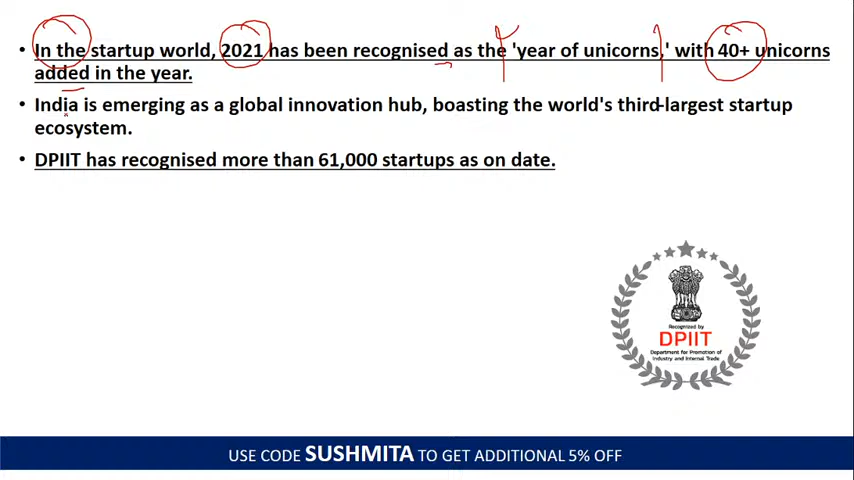 • In the startup world, 2021 has been recognised as the 'year of unicorns,' with 40+ unicorns
added in the year.
• India is emerging as a global innovation hub, boasting the world's third-largest startup
ecosystem.
• DPIIT has recognised more than 61,000 startups as on date.
Recognized by
DPIIT
Department for Promotion of
Industry and Internal Trade
USE CODE SUSHMITA TO GET ADDITIONAL 5% OFF